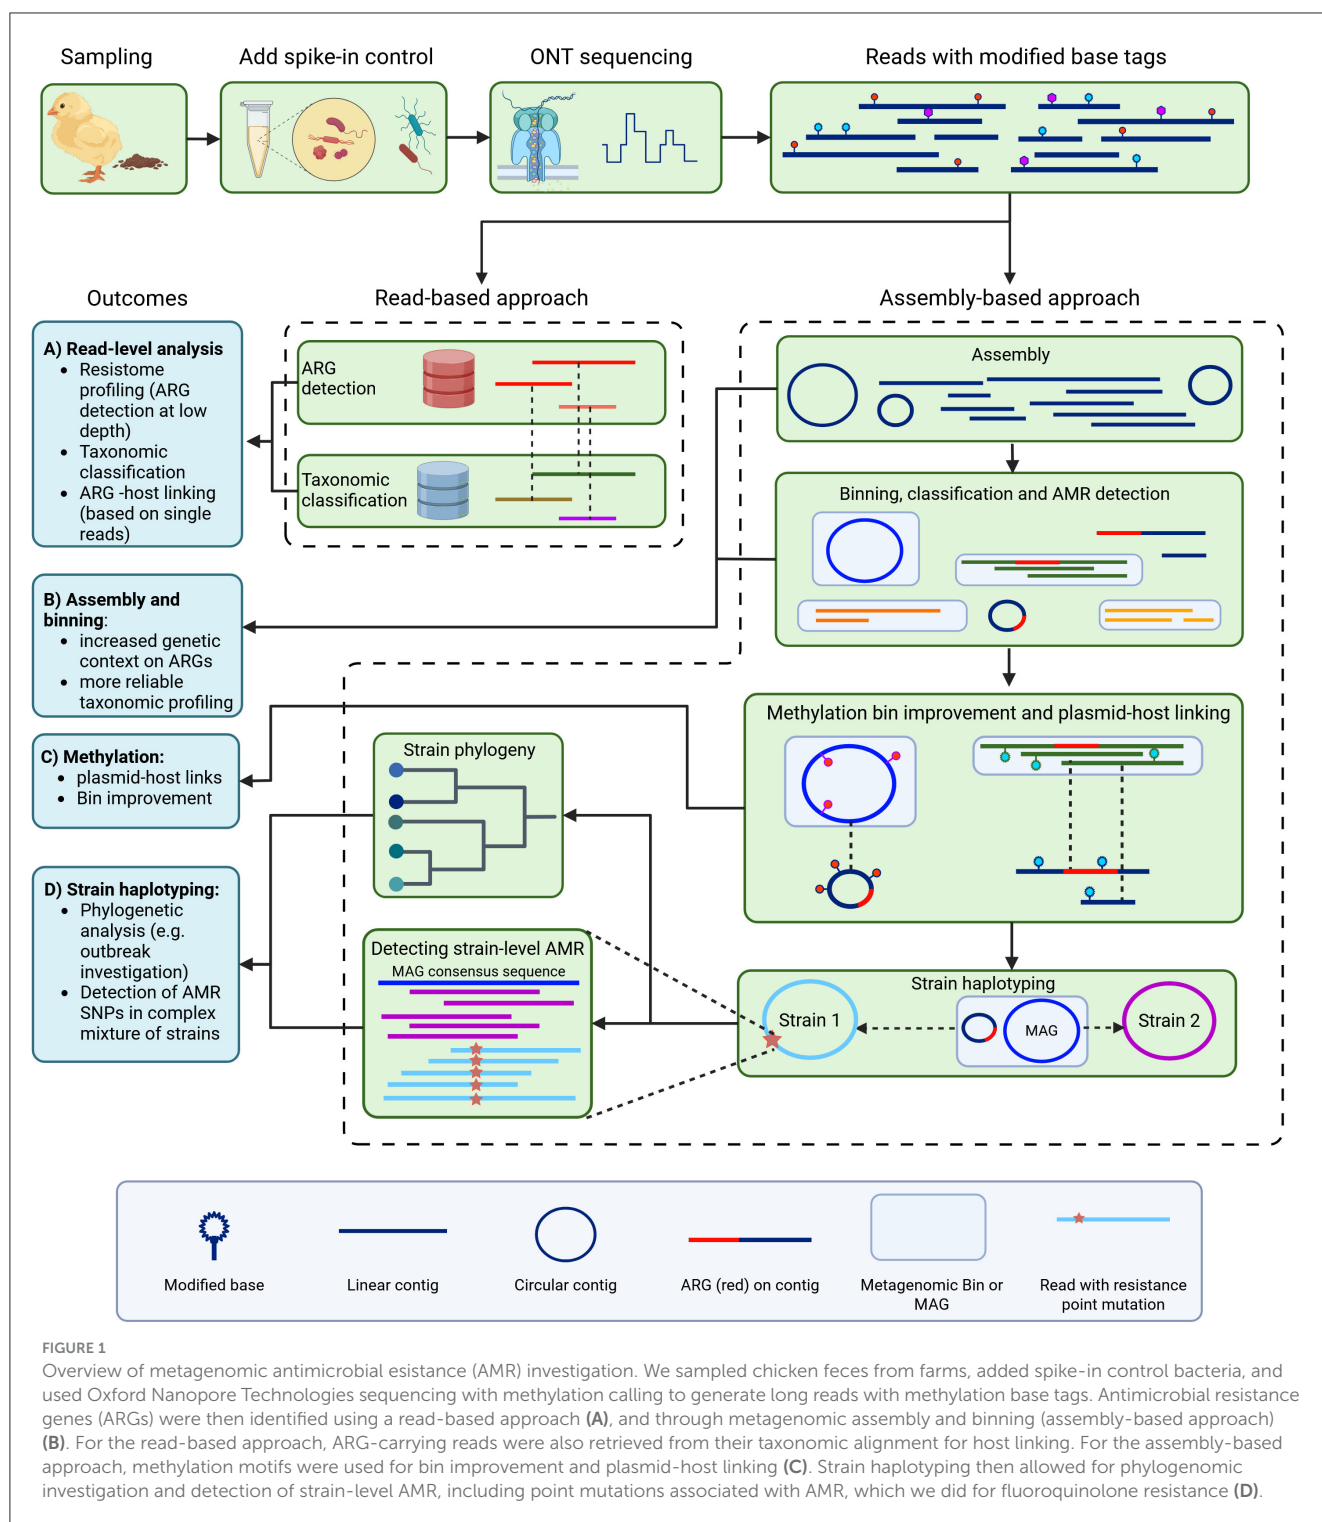 Sampling
Add spike-in control
ONT sequencing
Reads with modified base tags
Outcomes
Read-based approach
Assembly-based approach
A) Read-level analysis
• Resistome
profiling (ARG
detection at low
depth)
• Taxonomic
classification
• ARG -host linking
(based on single
reads)
ARG
detection
Taxonomic
classification
Assembly
Binning, classification and AMR detection
B) Assembly and
binning:
• increased genetic
context on ARGs
• more reliable
taxonomic profiling
C) Methylation:
• plasmid-host links
• Bin improvement
Methylation bin improvement and plasmid-host linking
Strain phylogeny
D) Strain haplotyping:
• Phylogenetic
analysis (e.g.
outbreak
investigation)
• Detection of AMR
SNPs in complex
mixture of strains
Detecting strain-level AMR
MAG consensus sequence
Strain haplotyping
Strain 1
MAG
Strain 2
Modified base
Linear contig
Circular contig
ARG (red) on contig
Metagenomic Bin or
MAG
Read with resistance
point mutation
FIGURE 1
Overview of metagenomic antimicrobial esistance (AMR) investigation. We sampled chicken feces from farms, added spike-in control bacteria, and
used Oxford Nanopore Technologies sequencing with methylation calling to generate long reads with methylation base tags. Antimicrobial resistance
genes (ARGs) were then identified using a read-based approach (A), and through metagenomic assembly and binning (assembly-based approach)
(B). For the read-based approach, ARG-carrying reads were also retrieved from their taxonomic alignment for host linking. For the assembly-based
approach, methylation motifs were used for bin improvement and plasmid-host linking (C). Strain haplotyping then allowed for phylogenomic
investigation and detection of strain-level AMR, including point mutations associated with AMR, which we did for fluoroquinolone resistance (D).